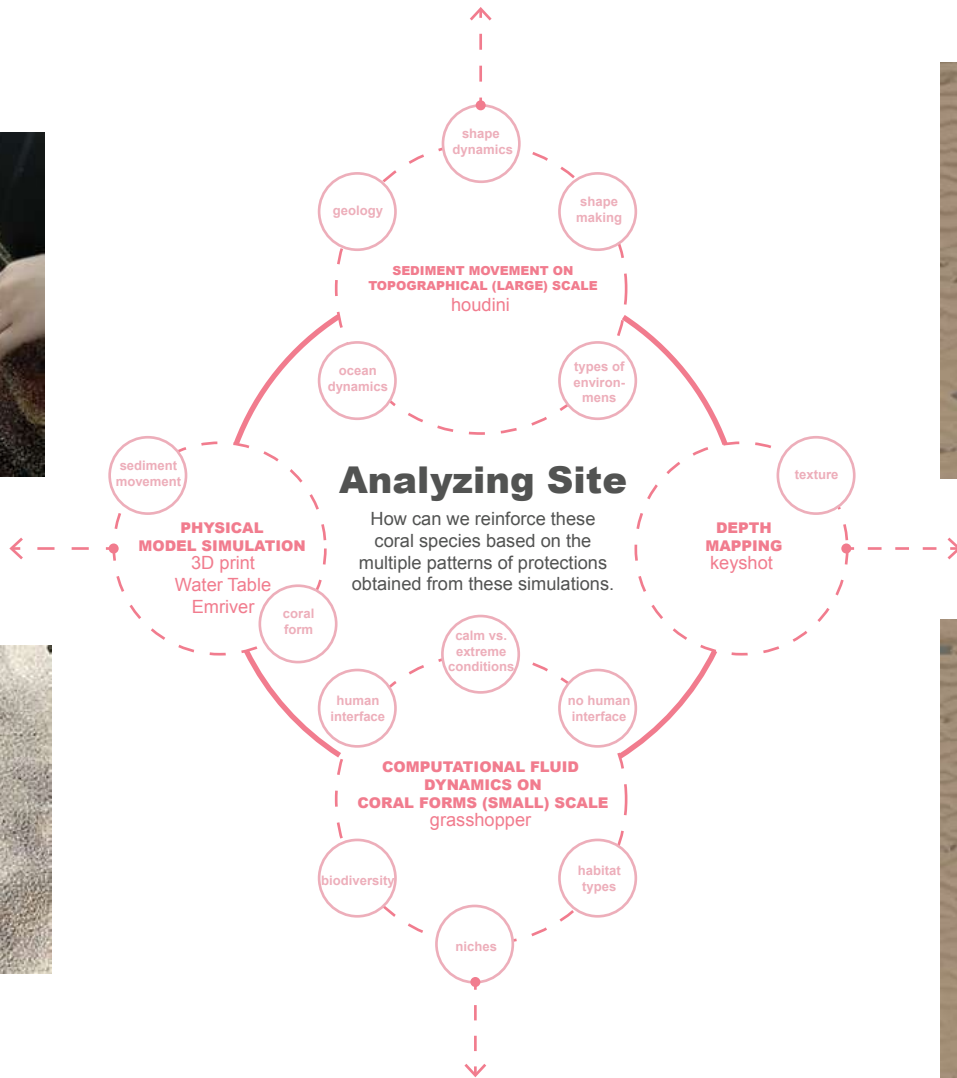 shape
dynamics
geology
shape
making
SEDIMENT MOVEMENT ON
TOPOGRAPHICAL (LARGE) SCALE
houdini
ocean
dynamics
types of
environ-
mens
sediment
movement
PHYSICAL
MODEL SIMULATION
3D print
Water Table
Emriver
coral
form
Analyzing Site
How can we reinforce these
coral species based on the
multiple patterns of protections
obtained from these simulations.
texture
DEPTH
MAPPING
keyshot
calm vs.
extreme
conditions
human
interface
no human
interface
COMPUTATIONAL FLUID
DYNAMICS ON
CORAL FORMS (SMALL) SCALE
grasshopper
biodiversity
habitat
types
niches